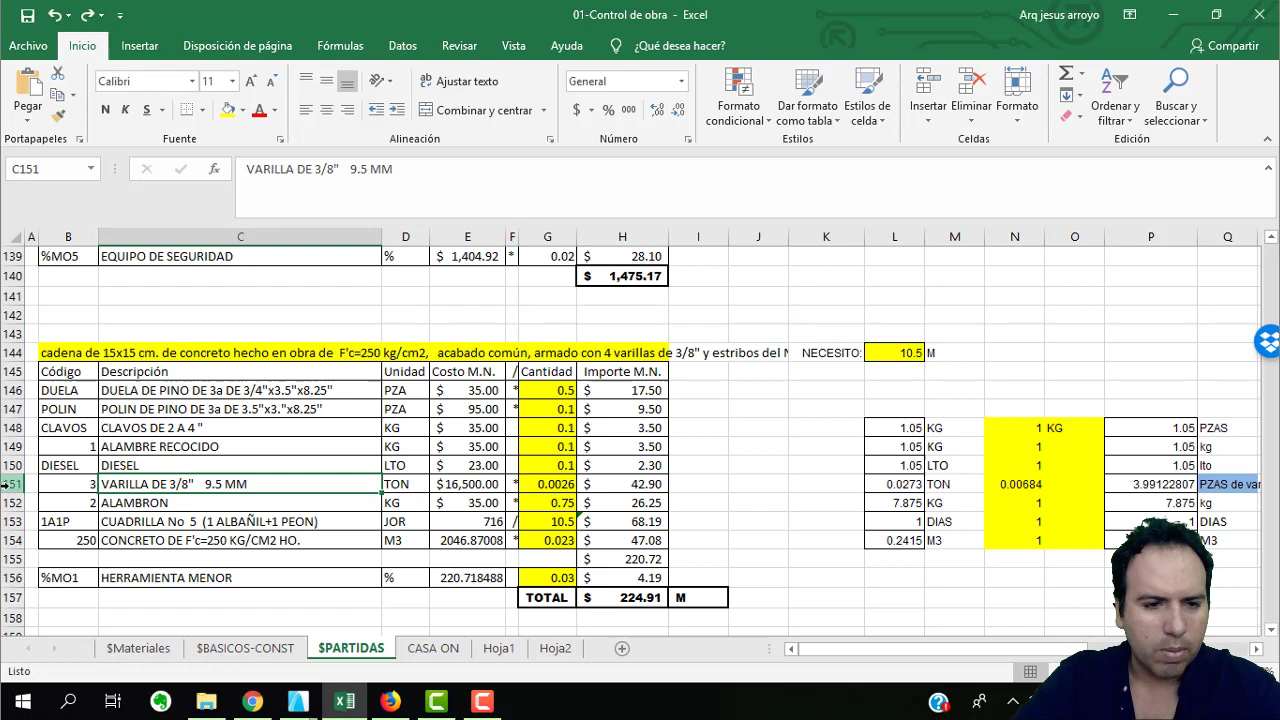 01-Control de obra - Excel
Arq jesus arroyo
Archivo Inicio Insertar Disposición de página Fórmulas Datos Revisar Vista Ayuda ¿Qué desea hacer? Compartir
Pegar
Calibri 11
N K S
Ajustar texto
Combinar y centrar
General
$ % 000
Formato condicional
Dar formato como tabla
Estilos de celda
Insertar Eliminar Formato
Ordenar y filtrar
Buscar y seleccionar
Portapapeles Fuente Alineación Número Estilos Celdas Edición
C151 fx VARILLA DE 3/8" 9.5 MM
A B C D E F G H I J K L M N O P Q
139 %MO5 EQUIPO DE SEGURIDAD % $ 1,404.92 * 0.02 $ 28.10
140 $ 1,475.17
141
142
143
144 cadena de 15x15 cm. de concreto hecho en obra de F'c=250 kg/cm2, acabado común, armado con 4 varillas de 3/8" y estribos del NECESITO: 10.5 M
145 Código Descripción Unidad Costo M.N. / Cantidad Importe M.N.
146 DUELA DUELA DE PINO DE 3a DE 3/4"x3.5"x8.25" PZA $ 35.00 * 0.5 $ 17.50
147 POLIN POLIN DE PINO DE 3a DE 3.5"x3."x8.25" PZA $ 95.00 * 0.1 $ 9.50
148 CLAVOS CLAVOS DE 2 A 4 " KG $ 35.00 * 0.1 $ 3.50 1.05 KG 1 KG 1.05 PZAS
149 1 ALAMBRE RECOCIDO KG $ 35.00 * 0.1 $ 3.50 1.05 KG 1 1.05 kg
150 DIESEL DIESEL LTO $ 23.00 * 0.1 $ 2.30 1.05 LTO 1 1.05 lto
151 3 VARILLA DE 3/8" 9.5 MM TON $16,500.00 * 0.0026 $ 42.90 0.0273 TON 0.00684 3.99122807 PZAS de var
152 2 ALAMBRON KG $ 35.00 * 0.75 $ 26.25 7.875 KG 1 7.875 kg
153 1A1P CUADRILLA No 5 (1 ALBAÑIL+1 PEON) JOR 716 / 10.5 $ 68.19 1 DIAS 1 1 DIAS
154 250 CONCRETO DE F'c=250 KG/CM2 HO. M3 2046.87008 * 0.023 $ 47.08 0.2415 M3 1 M3
155 $ 220.72
156 %MO1 HERRAMIENTA MENOR % 220.718488 * 0.03 $ 4.19
157 TOTAL $ 224.91 M
158
$Materiales $BASICOS-CONST $PARTIDAS CASA ON Hoja1 Hoja2
Listo